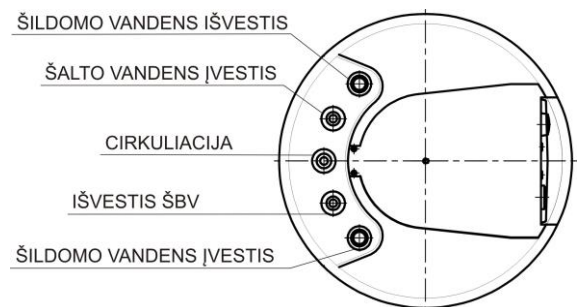 ŠILDOMO VANDENS IŠVESTIS
ŠALTO VANDENS ĮVESTIS
CIRKULIACIJA
IŠVESTIS ŠBV
ŠILDOMO VANDENS ĮVESTIS